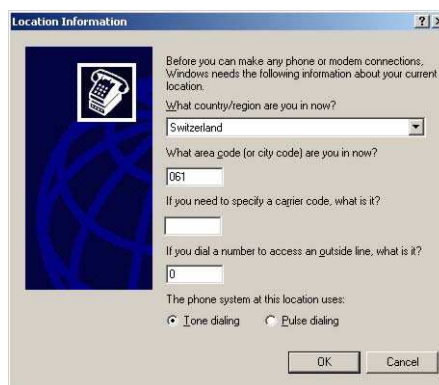 Location Information
Before you can make any phone or modem connections,
Windows needs the following information about your current
location.
What country/region are you in now?
Switzerland
What area code (or city code) are you in now?
061
If you need to specify a carrier code, what is it?
If you dial a number to access an outside line, what is it?
0
The phone system at this location uses:
Tone dialing Pulse dialing
OK Cancel